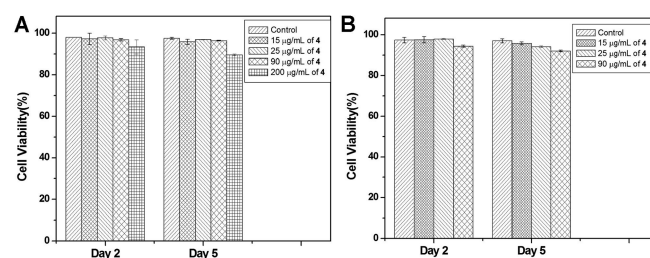 A
Cell Viability(%)
100
80
60
40
20
0
Control
15 μg/mL of 4
25 μg/mL of 4
90 μg/mL of 4
200 μg/mL of 4
Day 2
Day 5
B
Cell Viability(%)
100
80
60
40
20
0
Control
15 μg/mL of 4
25 μg/mL of 4
90 μg/mL of 4
Day 2
Day 5